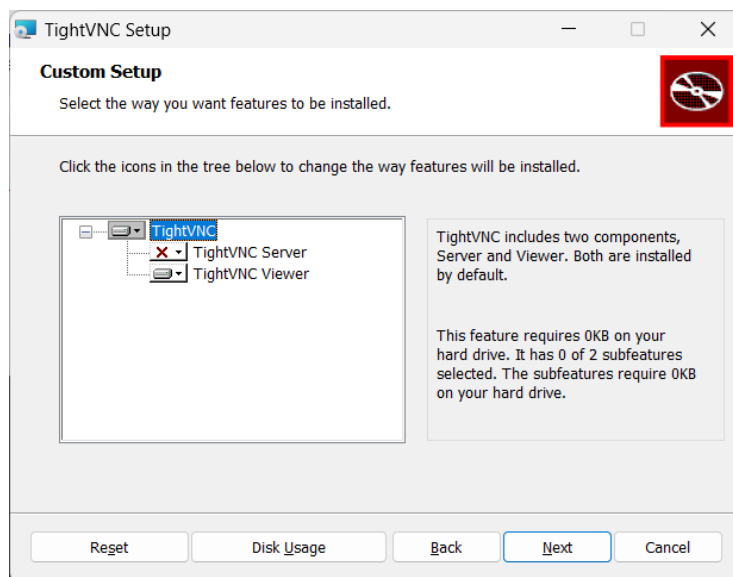 TightVNC Setup
Custom Setup
Select the way you want features to be installed.
Click the icons in the tree below to change the way features will be installed.
TightVNC
TightVNC Server
TightVNC Viewer
TightVNC includes two components,
Server and Viewer. Both are installed
by default.
This feature requires 0KB on your
hard drive. It has 0 of 2 subfeatures
selected. The subfeatures require 0KB
on your hard drive.
Reset
Disk Usage
Back
Next
Cancel